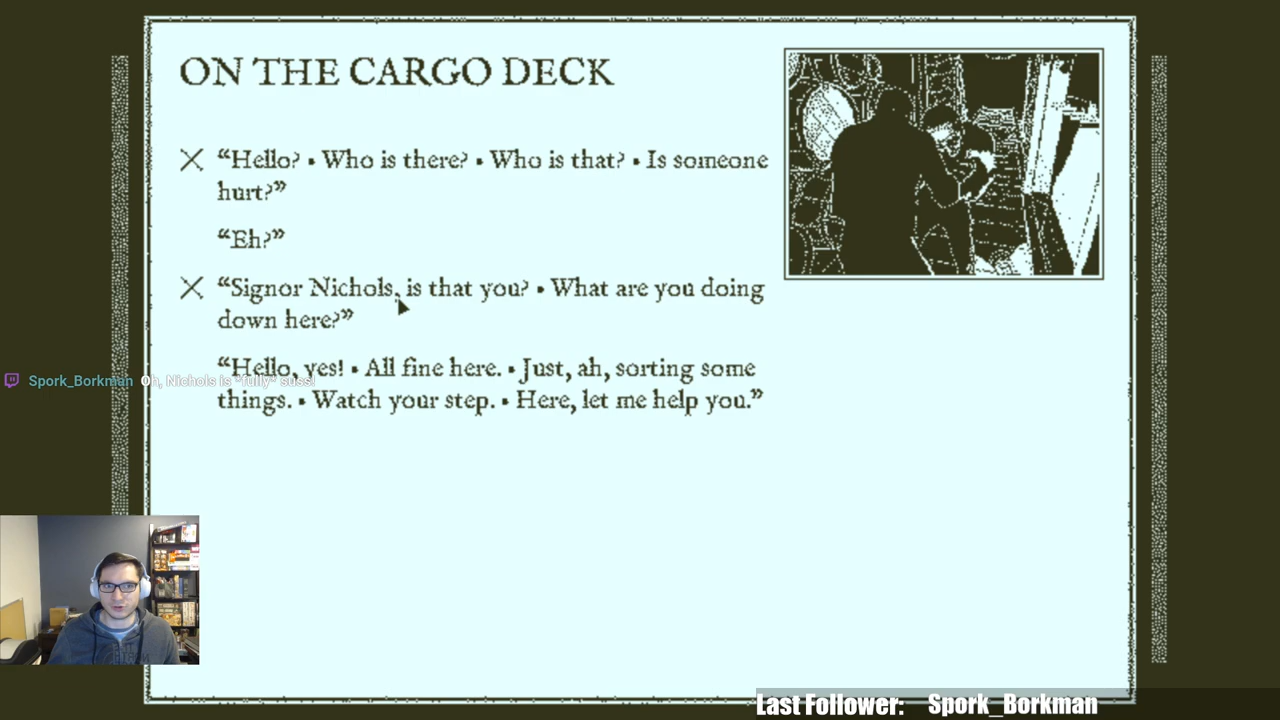 ON THE CARGO DECK
“Hello? • Who is there? • Who is that? • Is someone
hurt?”
“Eh?”
“Signor Nichols, is that you? • What are you doing
down here?”
“Hello, yes! • All fine here. • Just, ah, sorting some
things. • Watch your step. • Here, let me help you.”
Spork_Borkman Oh, Nichols is *fully* suss!
Last Follower: Spork_Borkman